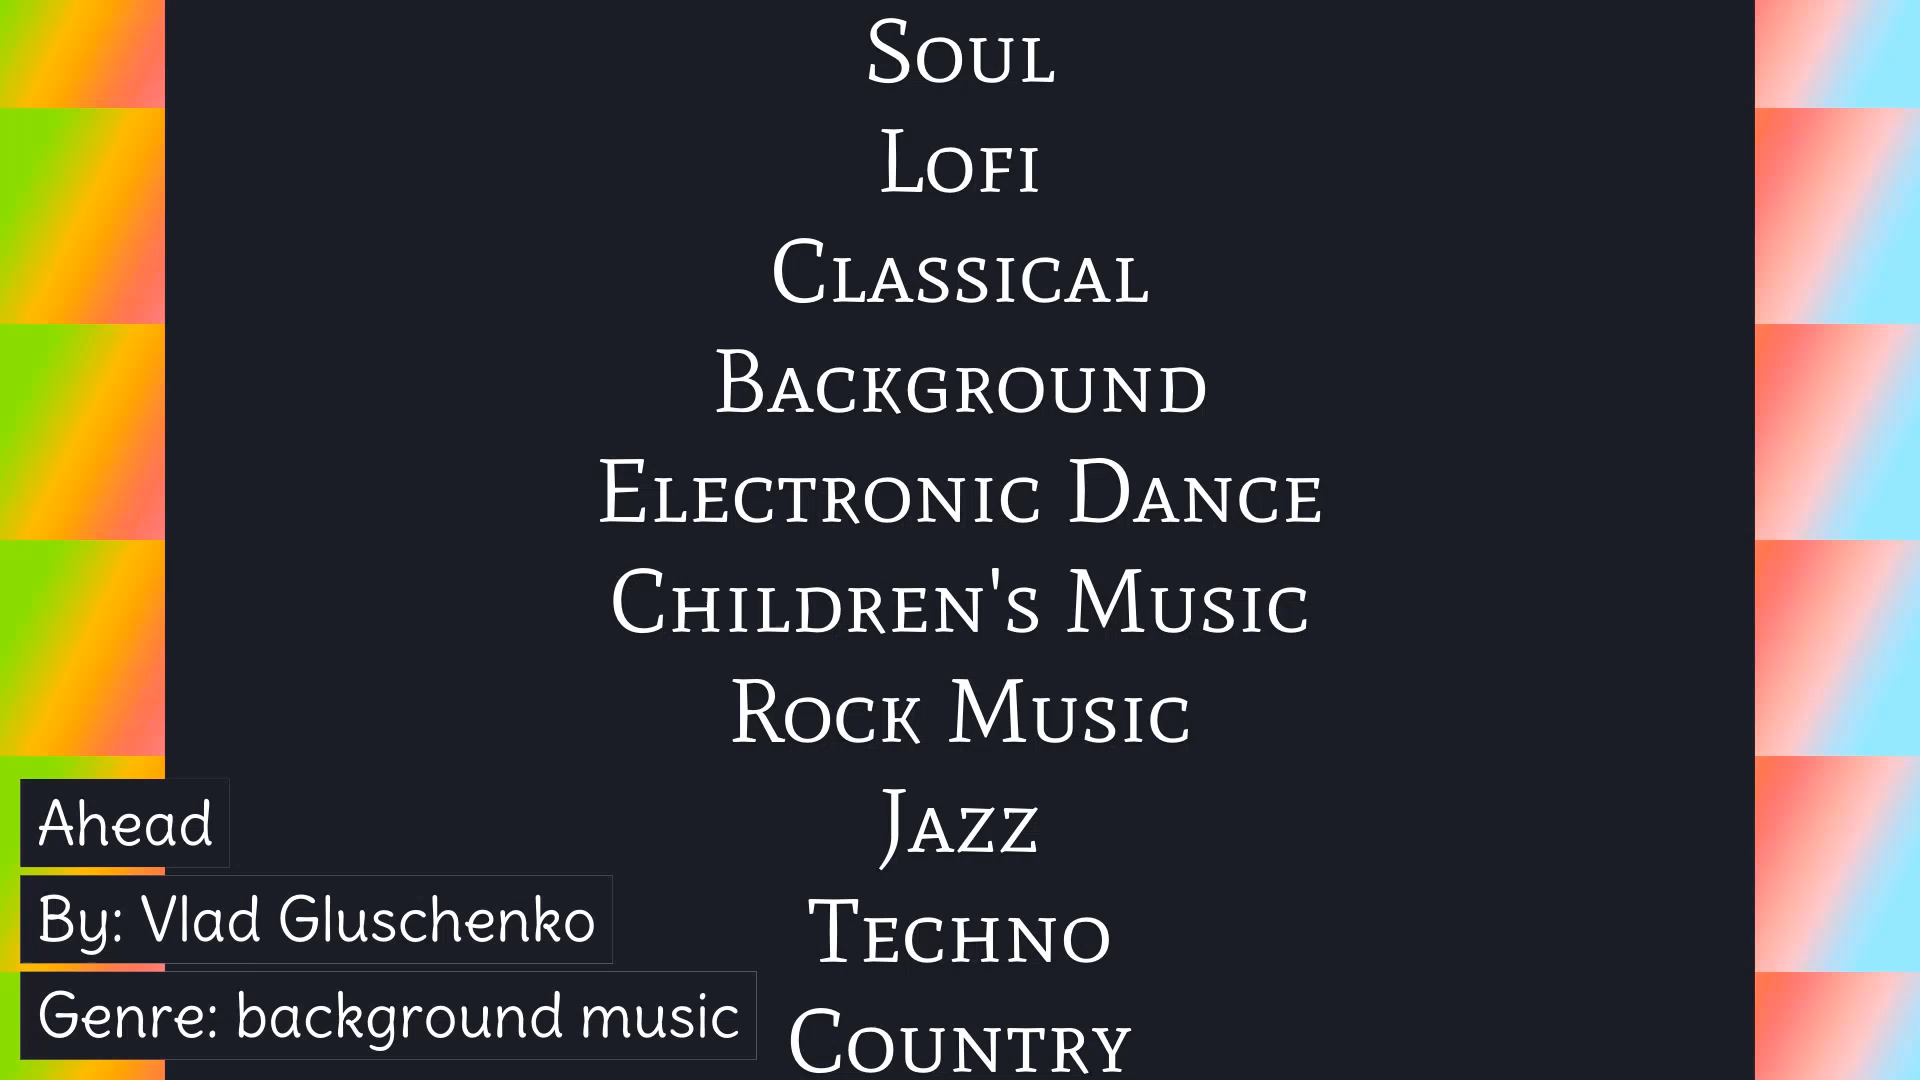 Soul
Lofi
Classical
Background
Electronic Dance
Children's Music
Rock Music
Jazz
Techno
Country
Ahead
By: Vlad Gluschenko
Genre: background music